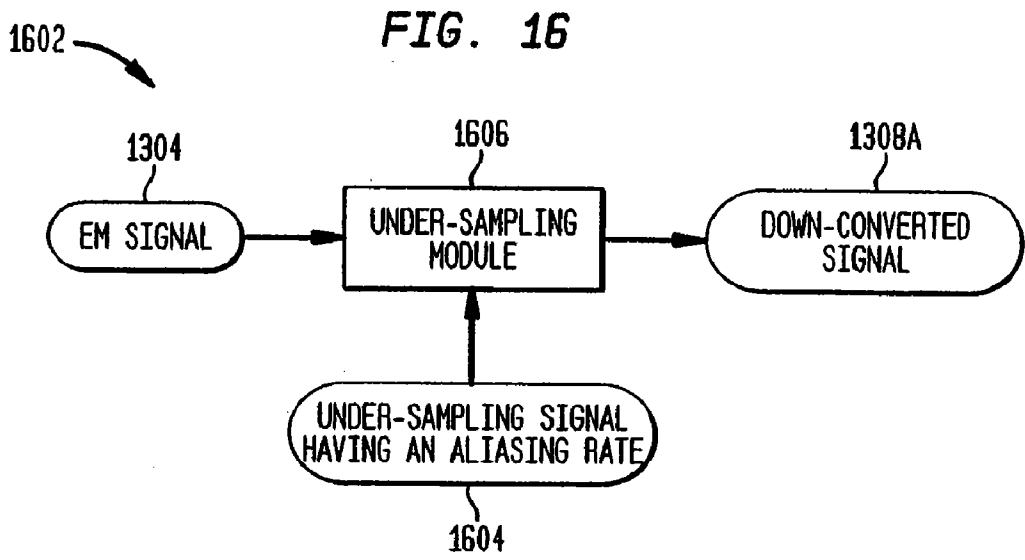 FIG. 16
1602
1304
1606
1308A
EM SIGNAL
UNDER-SAMPLING
MODULE
DOWN-CONVERTED
SIGNAL
UNDER-SAMPLING SIGNAL
HAVING AN ALIASING RATE
1604